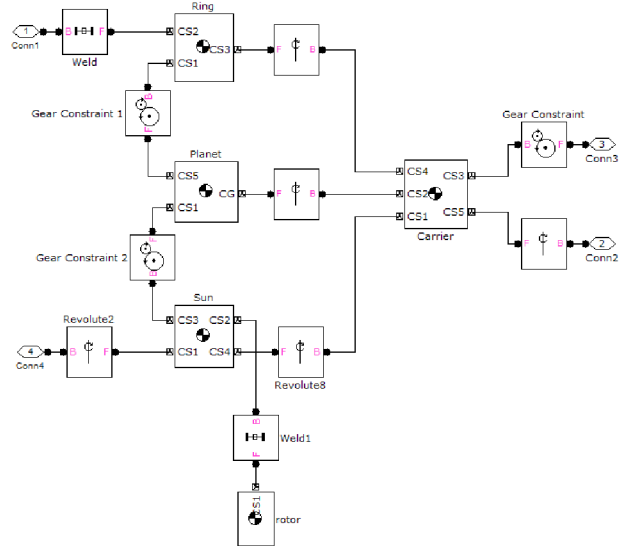 Ring
1
Conn1
B F
Weld
CS2
CS1
CS3
F B
B
Gear Constraint 1
F
Planet
CS5
CS1
CG
F B
F
Gear Constraint 2
B
Sun
CS3 CS2
CS1 CS4
Revolute2
4
Conn4
B F
F B
Revolute8
B
Weld1
F
CS1
rotor
CS4
CS2
CS1
CS3
CS5
Carrier
Gear Constraint
B F
3
Conn3
F B
2
Conn2